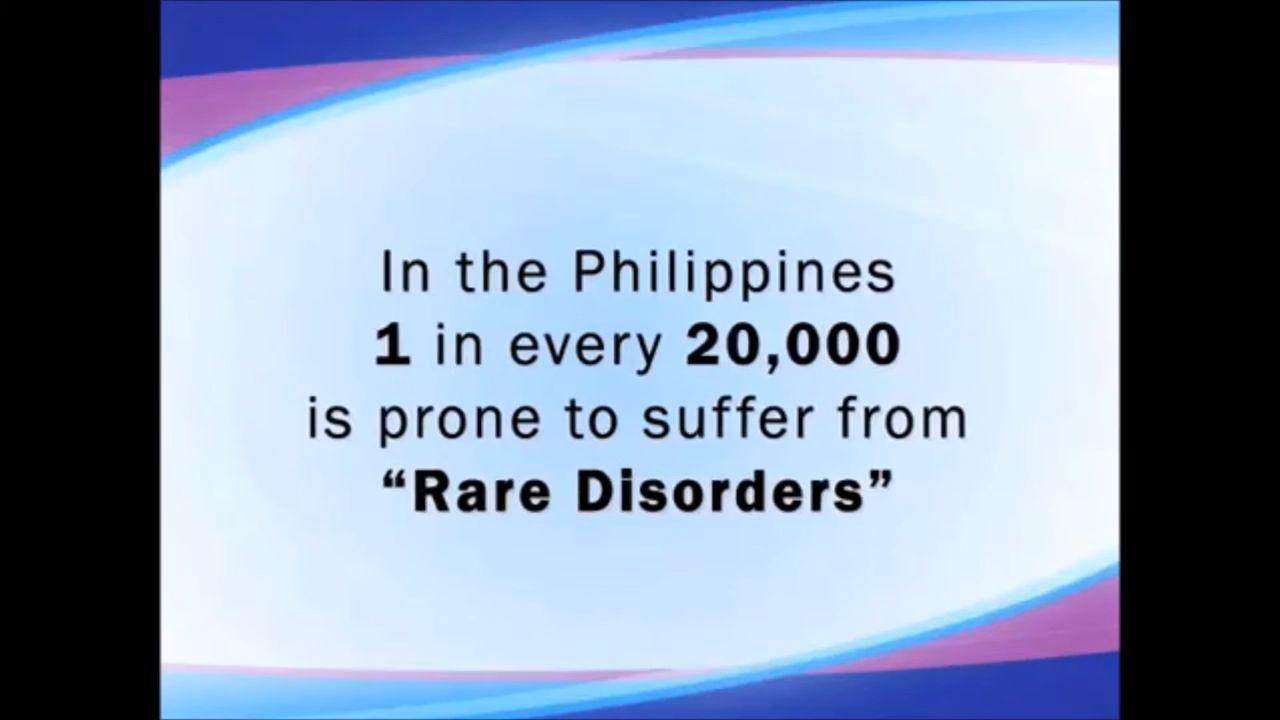 In the Philippines
1 in every 20,000
is prone to suffer from
“Rare Disorders”